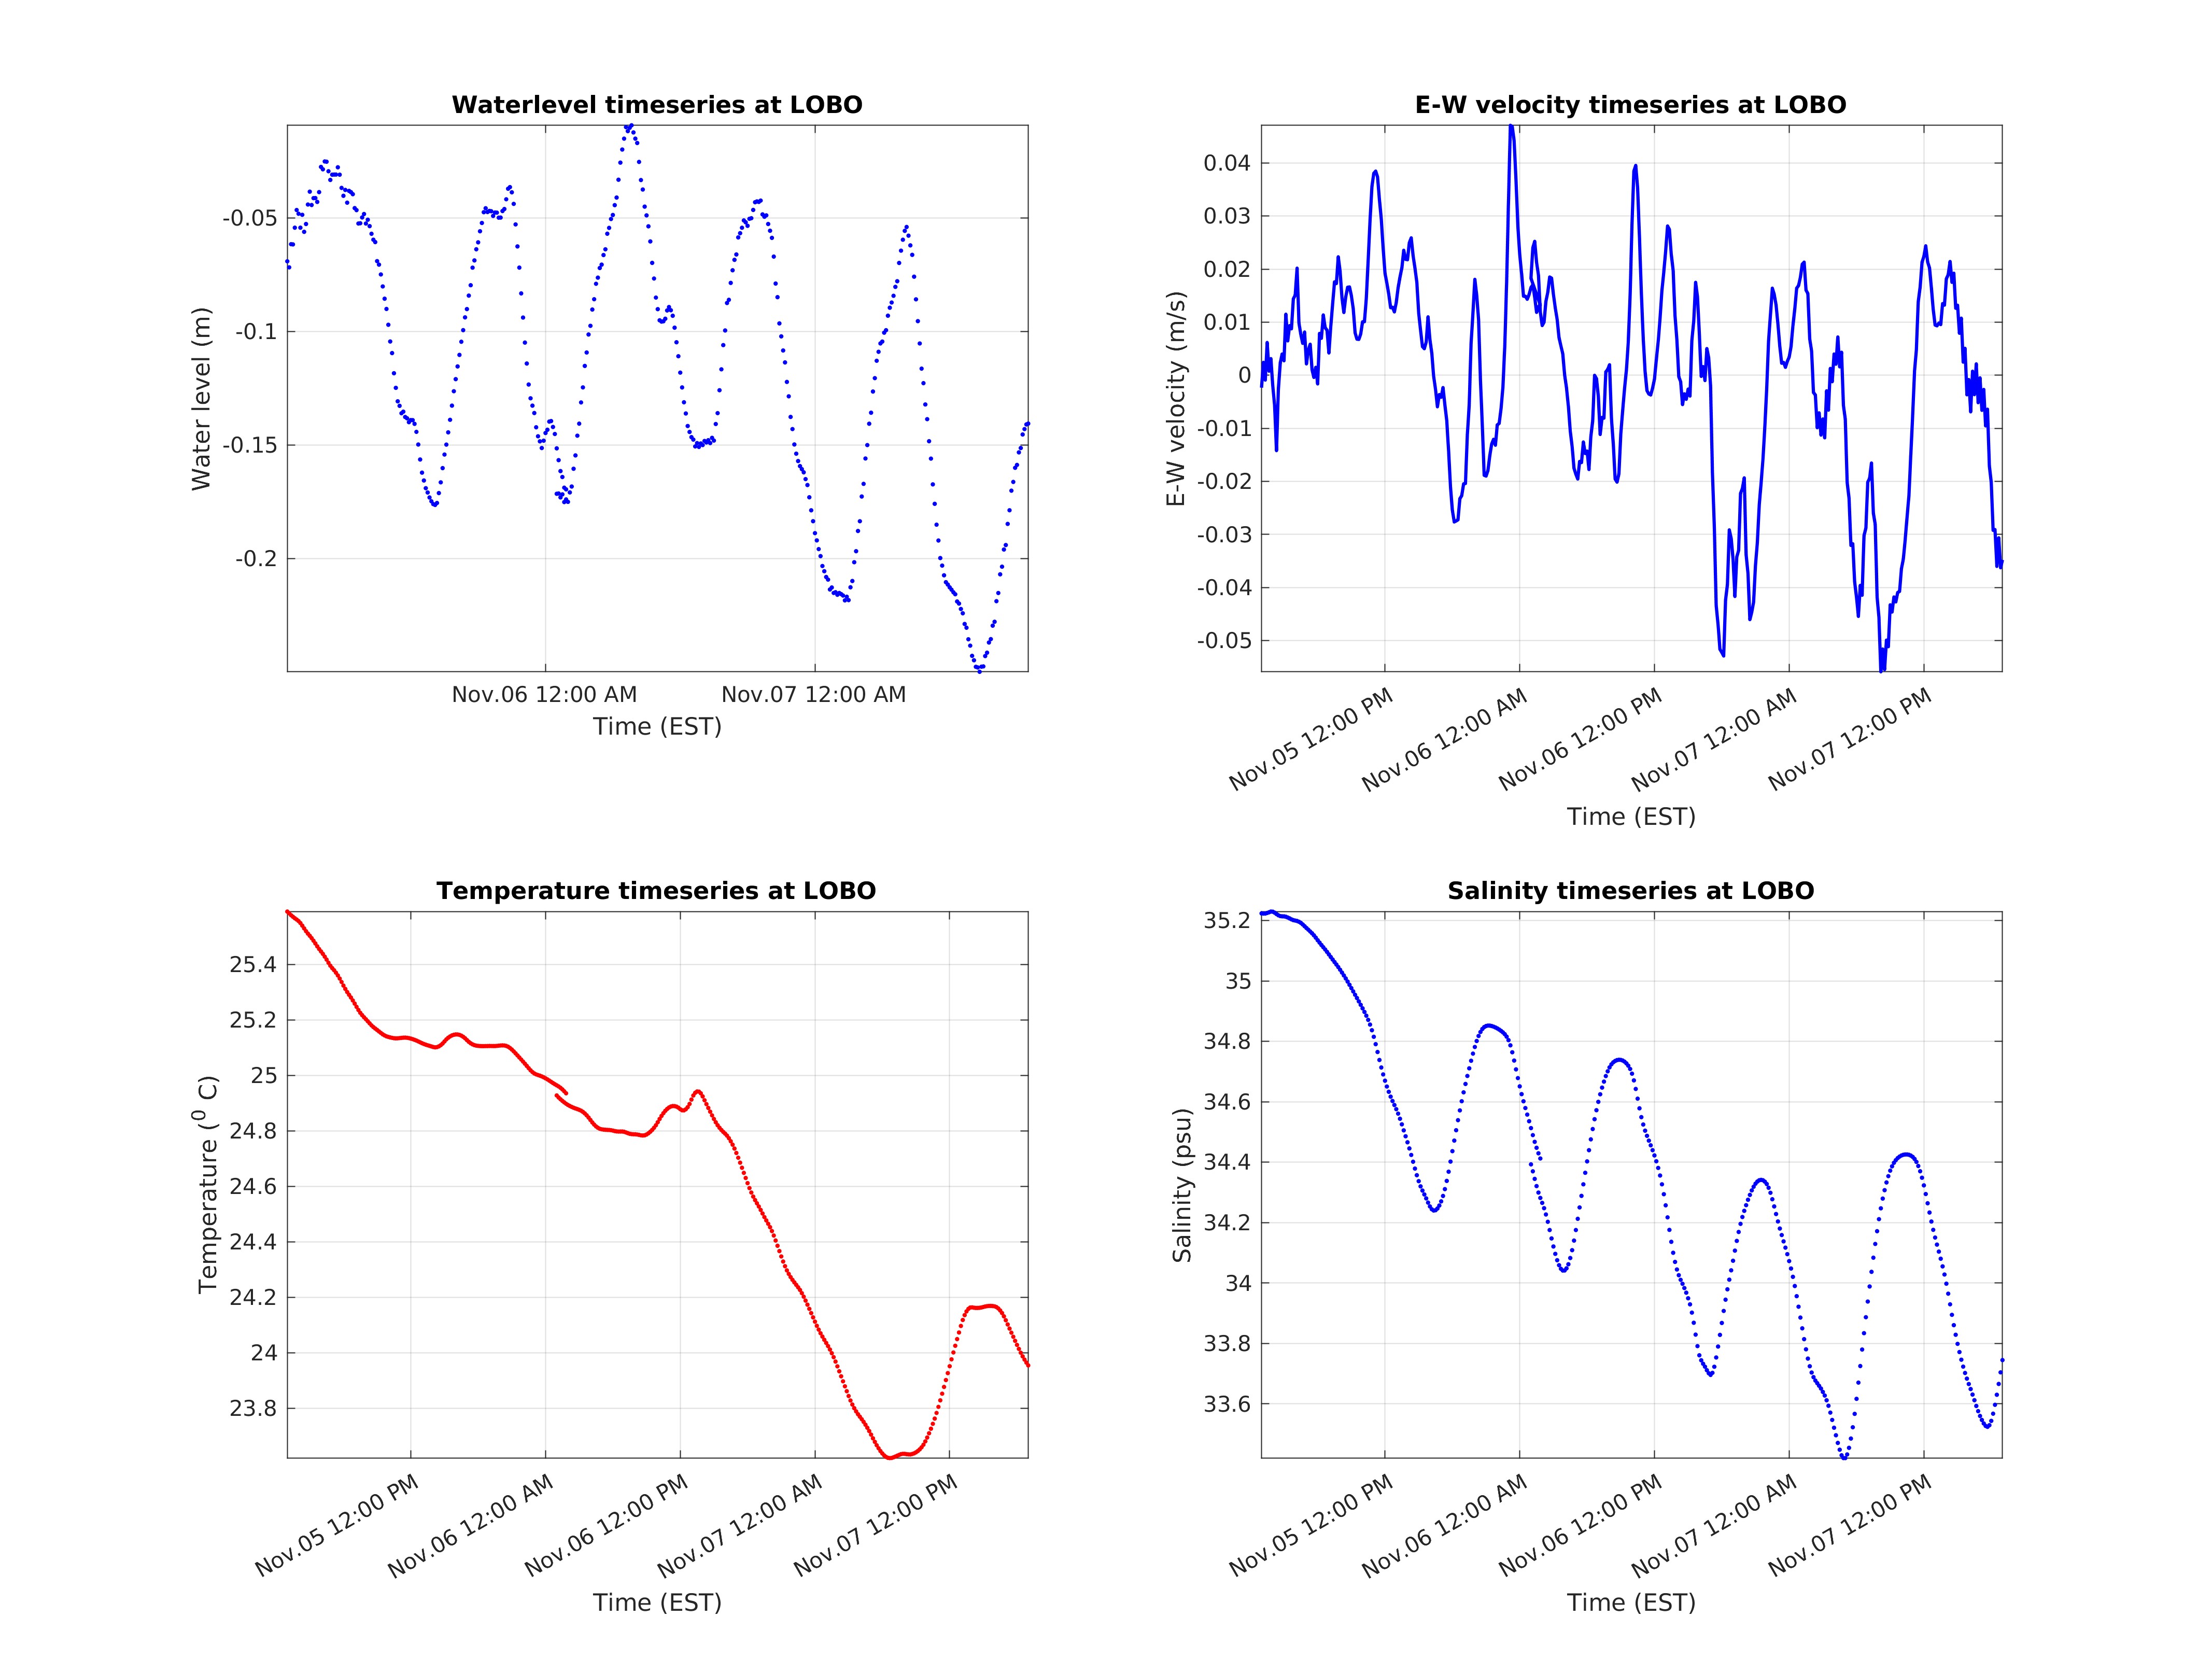 Waterlevel timeseries at LOBO
-0.05
-0.1
-0.15
-0.2
Water level (m)
Nov.06 12:00 AM
Nov.07 12:00 AM
Time (EST)
E-W velocity timeseries at LOBO
0.04
0.03
0.02
0.01
0
-0.01
-0.02
-0.03
-0.04
-0.05
E-W velocity (m/s)
Nov.05 12:00 PM
Nov.06 12:00 AM
Nov.06 12:00 PM
Nov.07 12:00 AM
Nov.07 12:00 PM
Time (EST)
Temperature timeseries at LOBO
25.4
25.2
25
24.8
24.6
24.4
24.2
24
23.8
Temperature (⁰ C)
Nov.05 12:00 PM
Nov.06 12:00 AM
Nov.06 12:00 PM
Nov.07 12:00 AM
Nov.07 12:00 PM
Time (EST)
Salinity timeseries at LOBO
35.2
35
34.8
34.6
34.4
34.2
34
33.8
33.6
Salinity (psu)
Nov.05 12:00 PM
Nov.06 12:00 AM
Nov.06 12:00 PM
Nov.07 12:00 AM
Nov.07 12:00 PM
Time (EST)